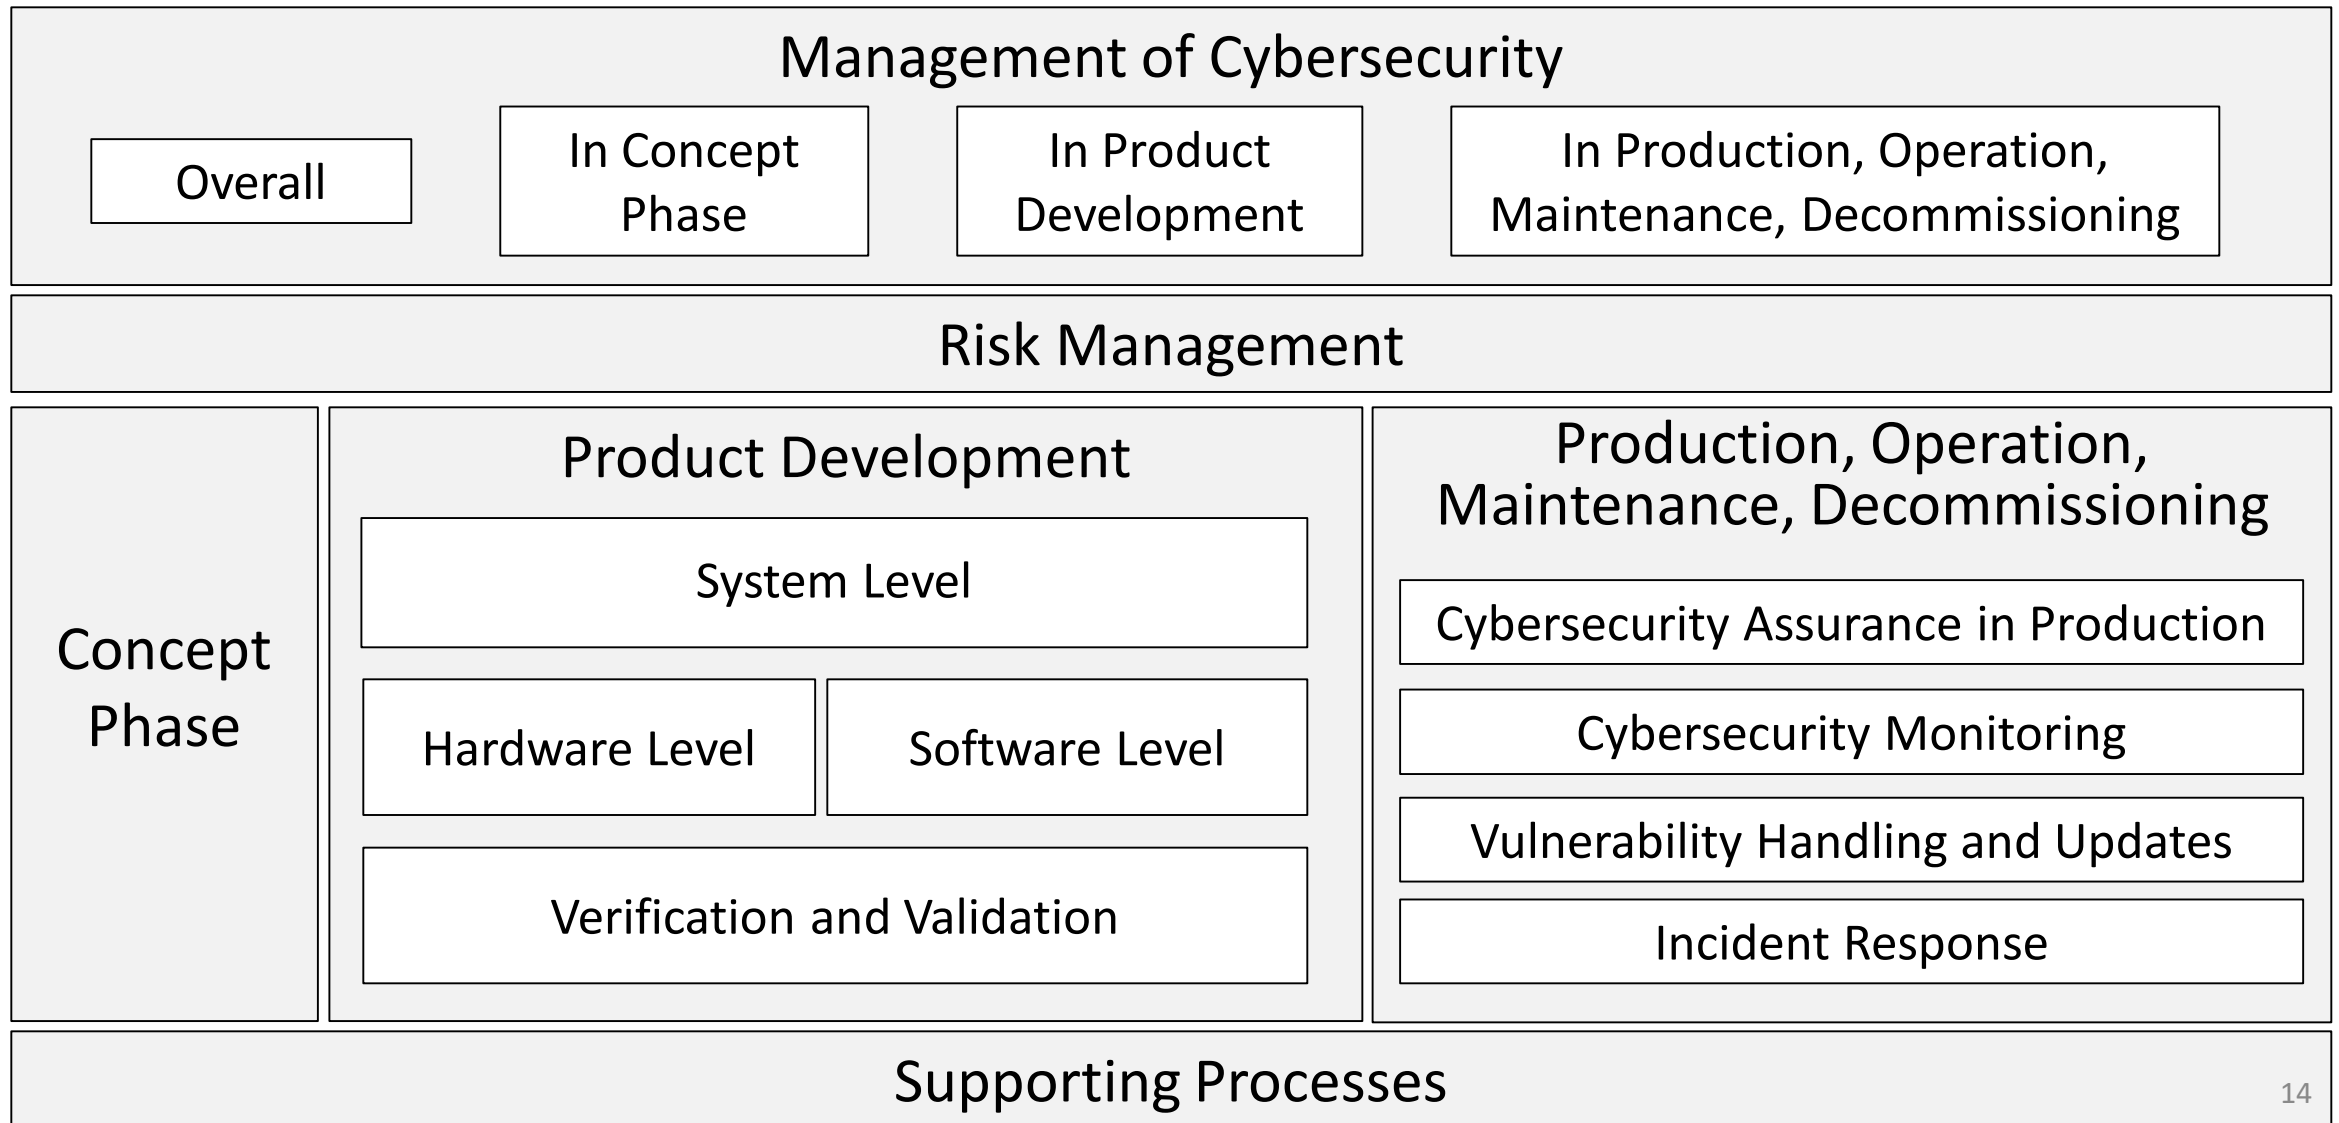 Management of Cybersecurity
Overall
In Concept
Phase
In Product
Development
In Production, Operation,
Maintenance, Decommissioning
Risk Management
Concept
Phase
Product Development
System Level
Hardware Level
Software Level
Verification and Validation
Production, Operation,
Maintenance, Decommissioning
Cybersecurity Assurance in Production
Cybersecurity Monitoring
Vulnerability Handling and Updates
Incident Response
Supporting Processes
14